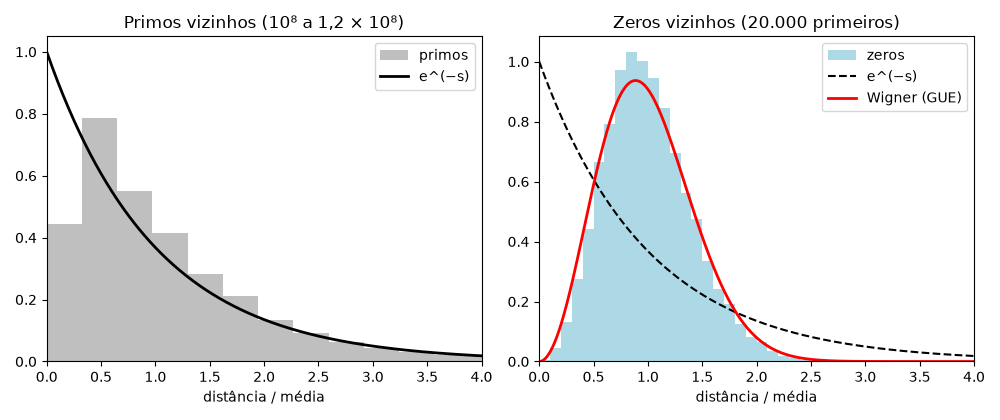 Primos vizinhos (10⁸ a 1,2 × 10⁸)
1.0
0.8
0.6
0.4
0.2
0.0
0.0 0.5 1.0 1.5 2.0 2.5 3.0 3.5 4.0
distância / média
primos
e^(−s)
Zeros vizinhos (20.000 primeiros)
1.0
0.8
0.6
0.4
0.2
0.0
0.0 0.5 1.0 1.5 2.0 2.5 3.0 3.5 4.0
distância / média
zeros
e^(−s)
Wigner (GUE)